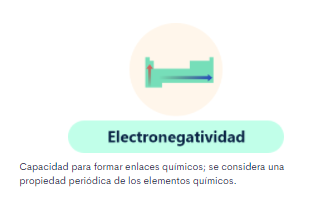 Electronegatividad
Capacidad para formar enlaces químicos; se considera una
propiedad periódica de los elementos químicos.